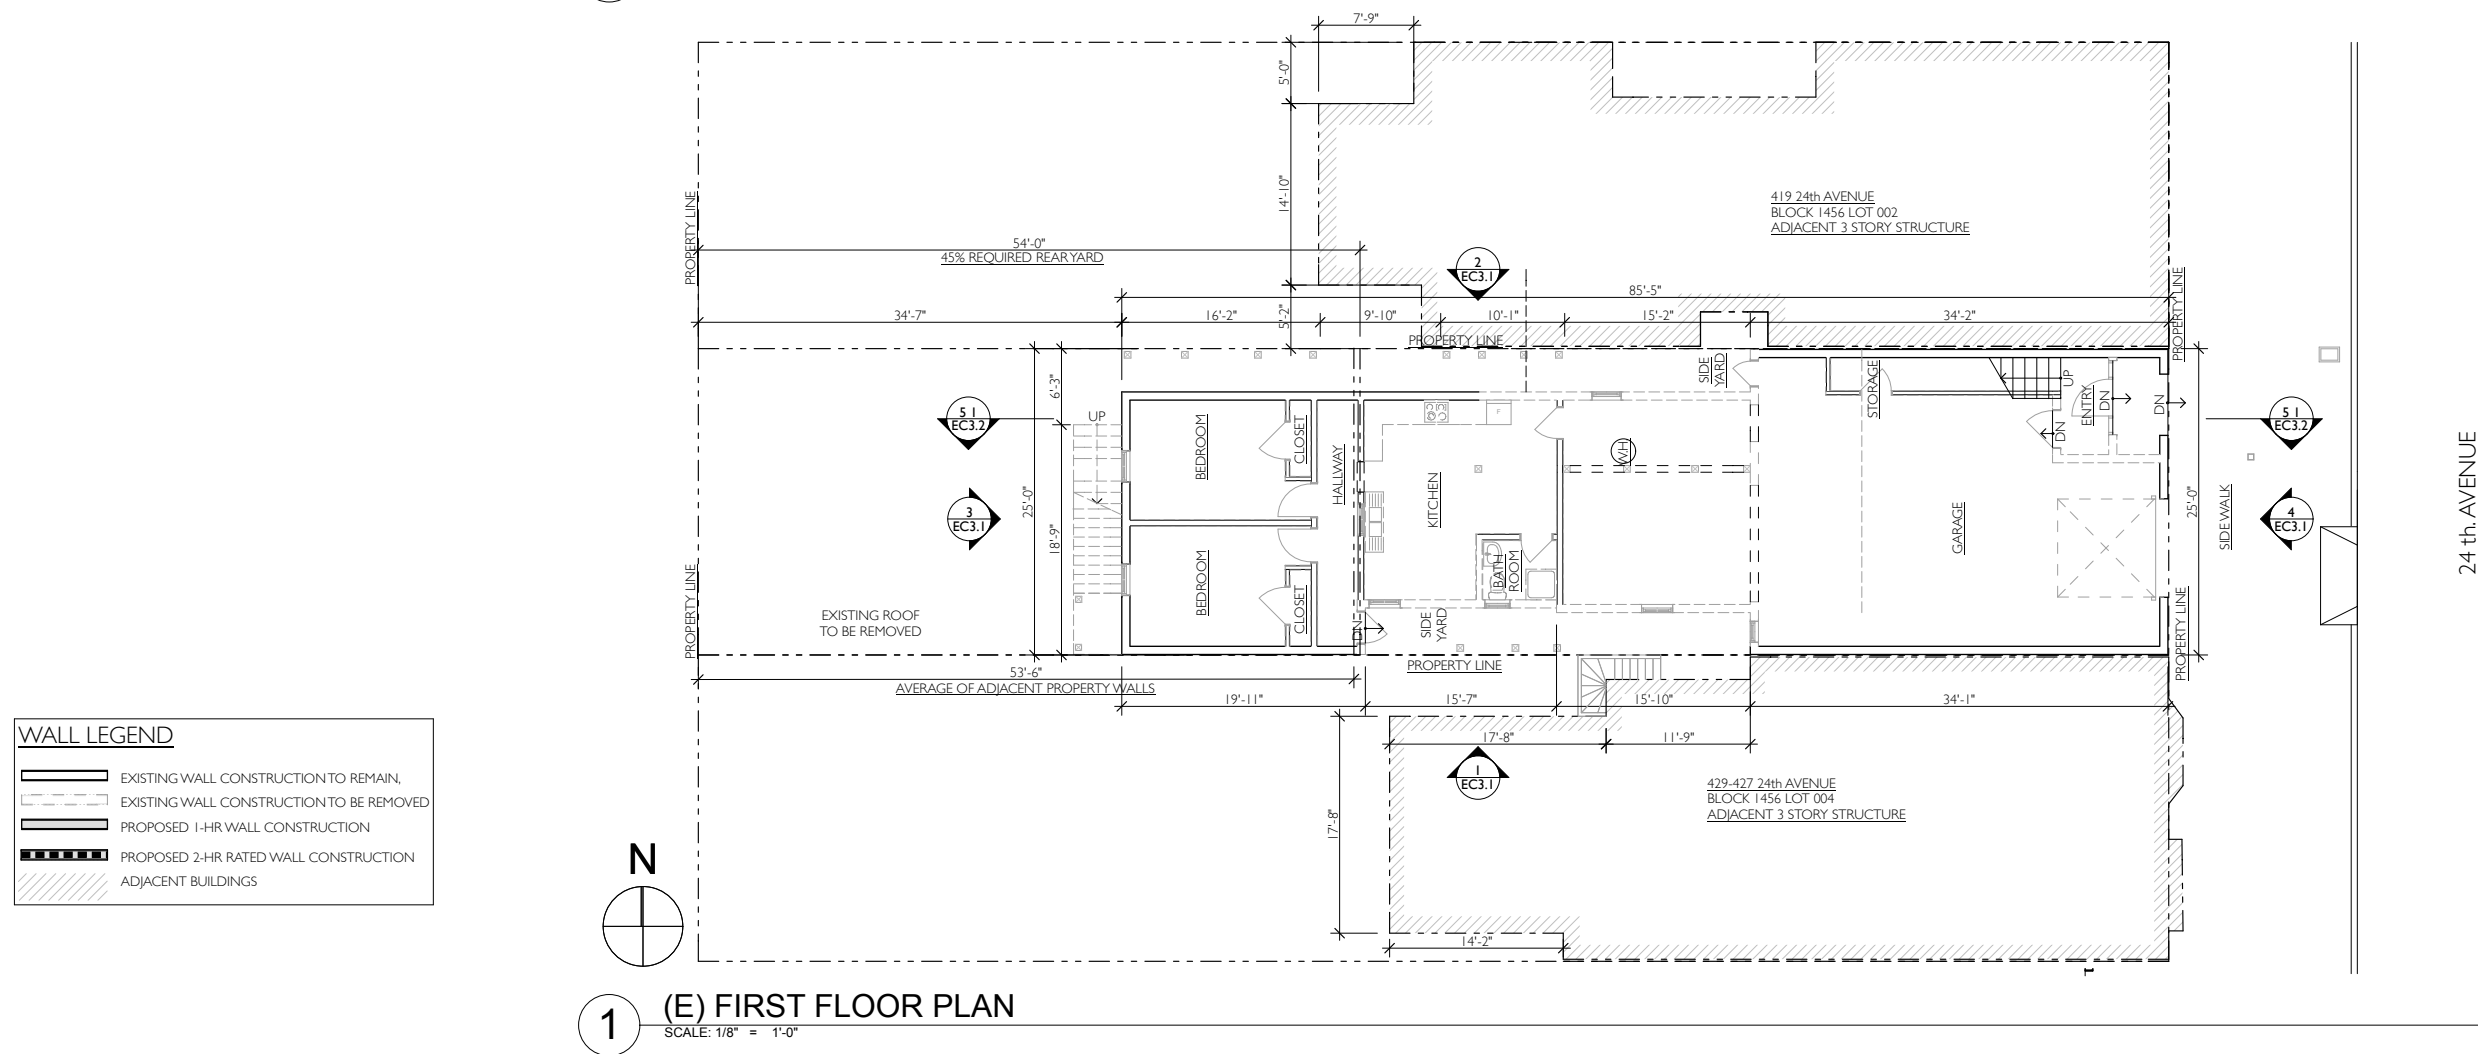 7'-9"
5'-0"
14'-10"
PROPERTY LINE
419 24th AVENUE
BLOCK 1456 LOT 002
ADJACENT 3 STORY STRUCTURE
54'-0"
45% REQUIRED REAR YARD
2
EC3.1
85'-5"
34'-7"
16'-2"
5'-2"
9'-10"
10'-1"
15'-2"
34'-2"
PROPERTY LINE
PROPERTY LINE
6'-3"
SIDE
YARD
STORAGE
UP
ENTRY
DN
DN
DN
5 1
EC3.2
UP
BEDROOM
CLOSET
HALLWAY
F
WH
5 1
EC3.2
24 th. AVENUE
3
EC3.1
25'-0"
18'-9"
KITCHEN
GARAGE
25'-0"
SIDE WALK
4
EC3.1
BATH
ROOM
PROPERTY LINE
EXISTING ROOF
TO BE REMOVED
BEDROOM
CLOSET
DN
SIDE
YARD
PROPERTY LINE
PROPERTY LINE
53'-6"
AVERAGE OF ADJACENT PROPERTY WALLS
19'-11"
15'-7"
15'-10"
34'-1"
17'-8"
11'-9"
1
EC3.1
429-427 24th AVENUE
BLOCK 1456 LOT 004
ADJACENT 3 STORY STRUCTURE
17'-8"
14'-2"
WALL LEGEND
EXISTING WALL CONSTRUCTION TO REMAIN,
EXISTING WALL CONSTRUCTION TO BE REMOVED
PROPOSED 1-HR WALL CONSTRUCTION
PROPOSED 2-HR RATED WALL CONSTRUCTION
ADJACENT BUILDINGS
N
1
(E) FIRST FLOOR PLAN
SCALE: 1/8" = 1'-0"